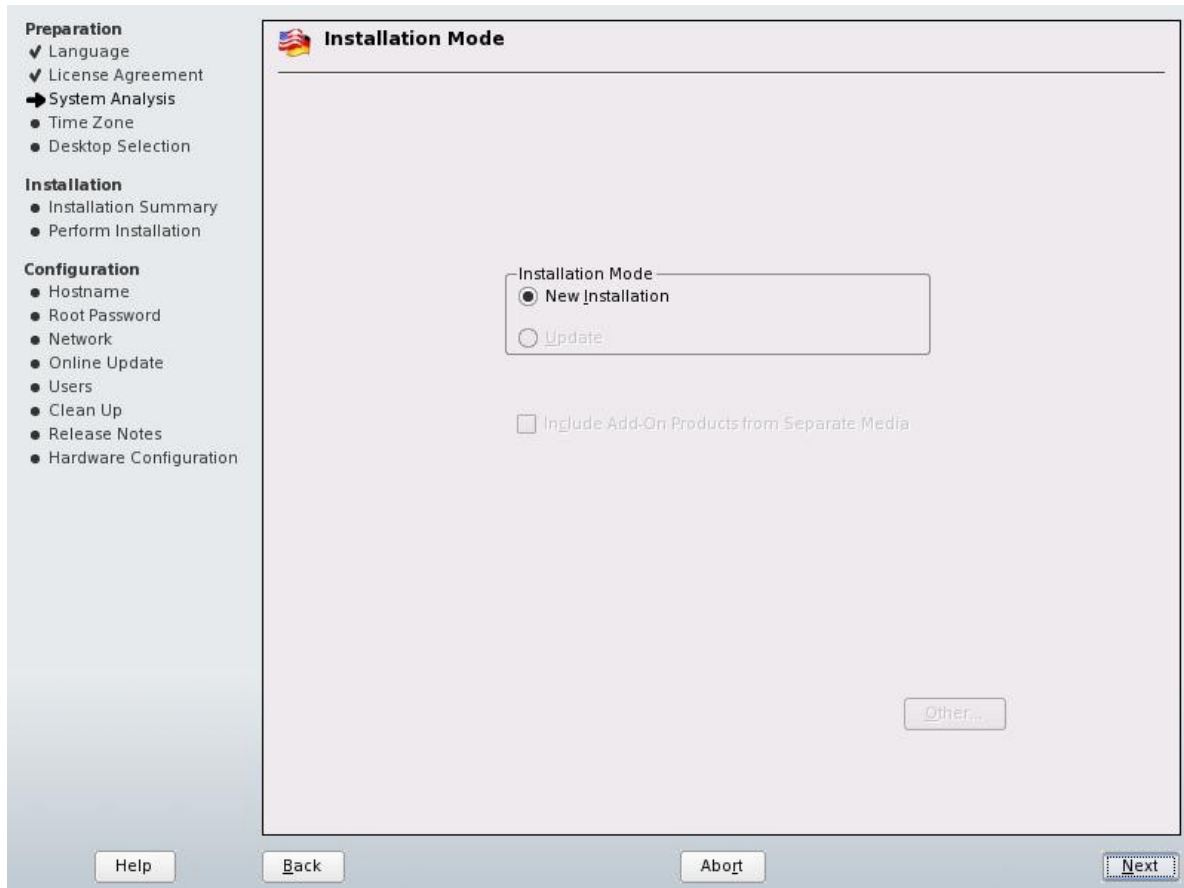 Preparation
Language
License Agreement
System Analysis
Time Zone
Desktop Selection
Installation
Installation Summary
Perform Installation
Configuration
Hostname
Root Password
Network
Online Update
Users
Clean Up
Release Notes
Hardware Configuration
Installation Mode
Installation Mode
New Installation
Update
Include Add-On Products from Separate Media
Other...
Help
Back
Abort
Next